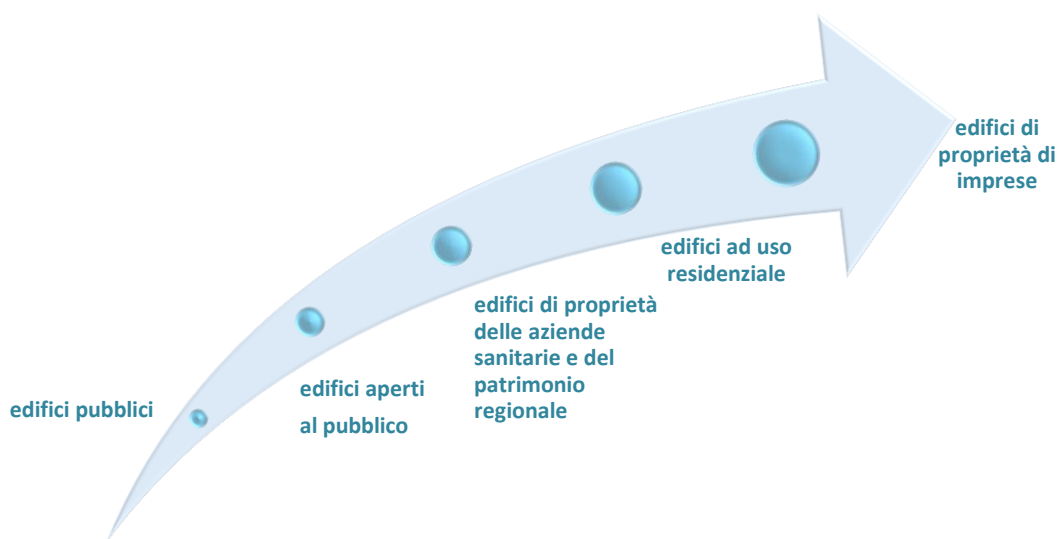 edifici di
proprietà di
imprese
edifici ad uso
residenziale
edifici di proprietà
delle aziende
sanitarie e del
patrimonio
regionale
edifici aperti
al pubblico
edifici pubblici